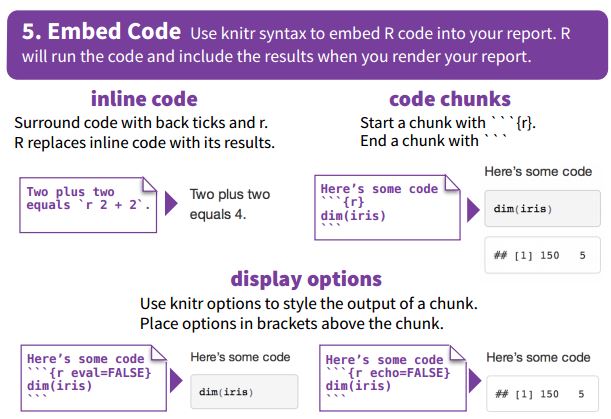 5. Embed Code Use knitr syntax to embed R code into your report. R
will run the code and include the results when you render your report.
inline code
Surround code with back ticks and r.
R replaces inline code with its results.
Two plus two
equals `r 2 + 2`.
Two plus two
equals 4.
code chunks
Start a chunk with ```{r}.
End a chunk with ```
Here’s some code
```{r}
dim(iris)
```
Here’s some code
dim(iris)
## [1] 150   5
display options
Use knitr options to style the output of a chunk.
Place options in brackets above the chunk.
Here’s some code
```{r eval=FALSE}
dim(iris)
```
Here’s some code
dim(iris)
Here’s some code
```{r echo=FALSE}
dim(iris)
```
Here’s some code
## [1] 150   5